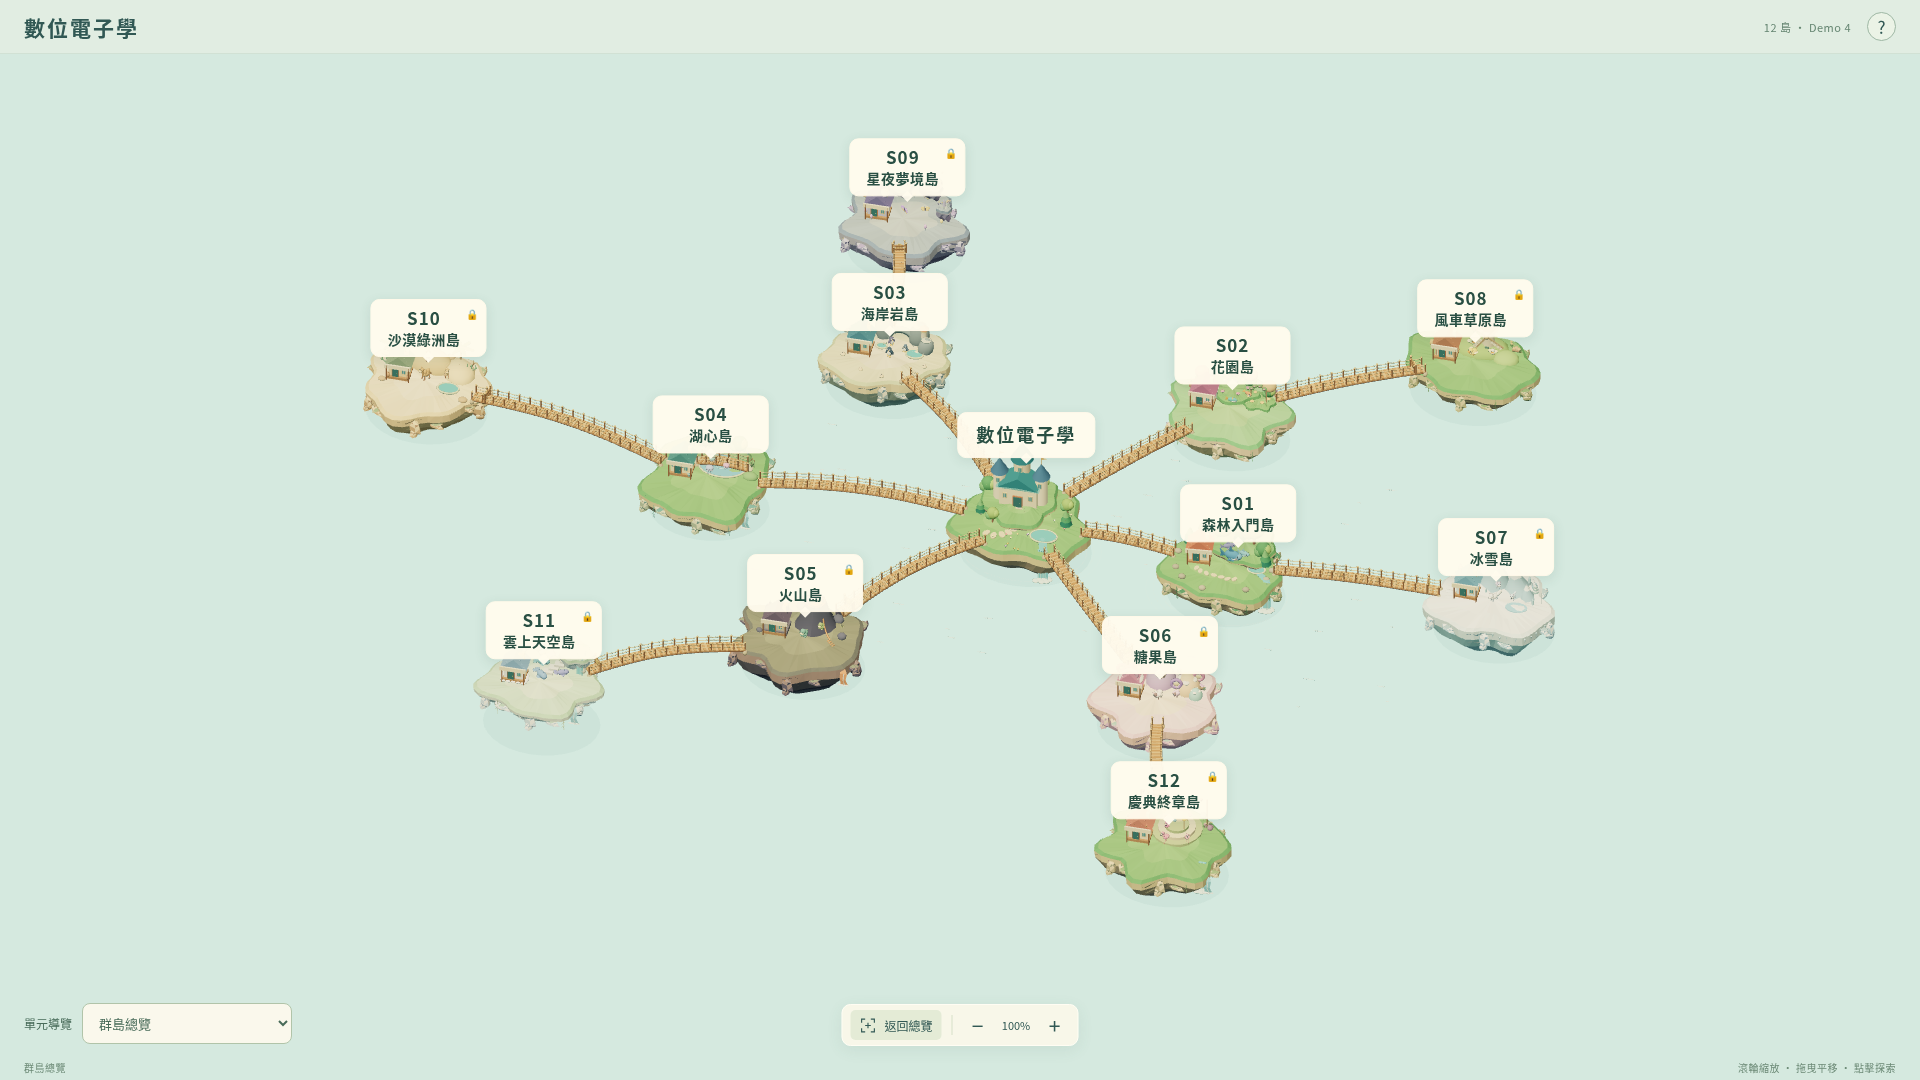 數位電子學
12 島 · Demo 4
?
S09
星夜夢境島
S03
海岸岩島
S10
沙漠綠洲島
S08
風車草原島
S02
花園島
S04
湖心島
數位電子學
S01
森林入門島
S07
冰雪島
S05
火山島
S11
雲上天空島
S06
糖果島
S12
慶典終章島
單元導覽
群島總覽
返回總覽
− 100% +
群島總覽
滾輪縮放 · 拖曳平移 · 點擊探索